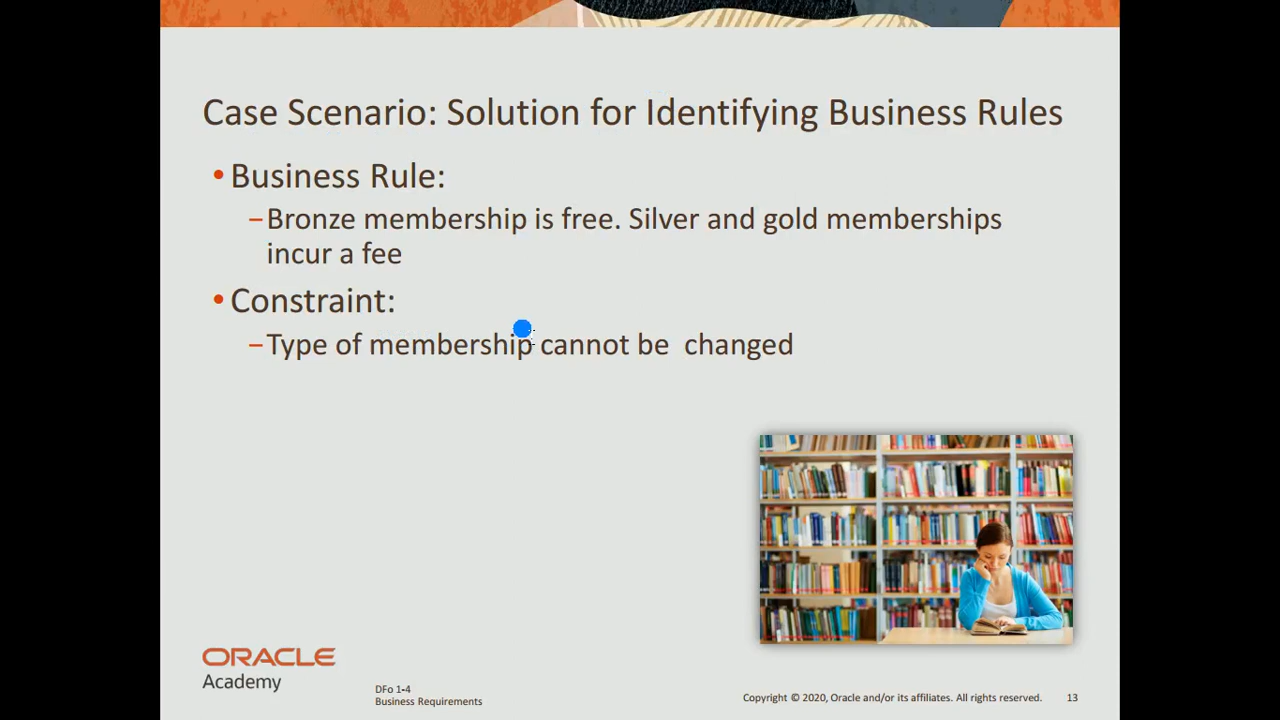 Case Scenario: Solution for Identifying Business Rules
• Business Rule:
–Bronze membership is free. Silver and gold memberships
incur a fee
• Constraint:
–Type of membership cannot be  changed
ORACLE
Academy
DFo 1-4
Business Requirements
Copyright © 2020, Oracle and/or its affiliates. All rights reserved.
13